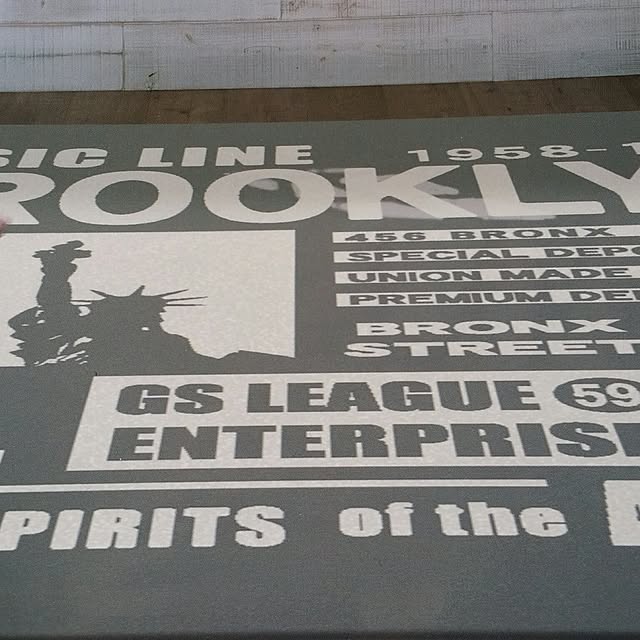 SIC LINE
1958-1
ROOKLY
456 BRONX
SPECIAL DEPO
UNION MADE
PREMIUM DE
BRONX
STREET
GS LEAGUE 59
ENTERPRIS
PIRITS of the